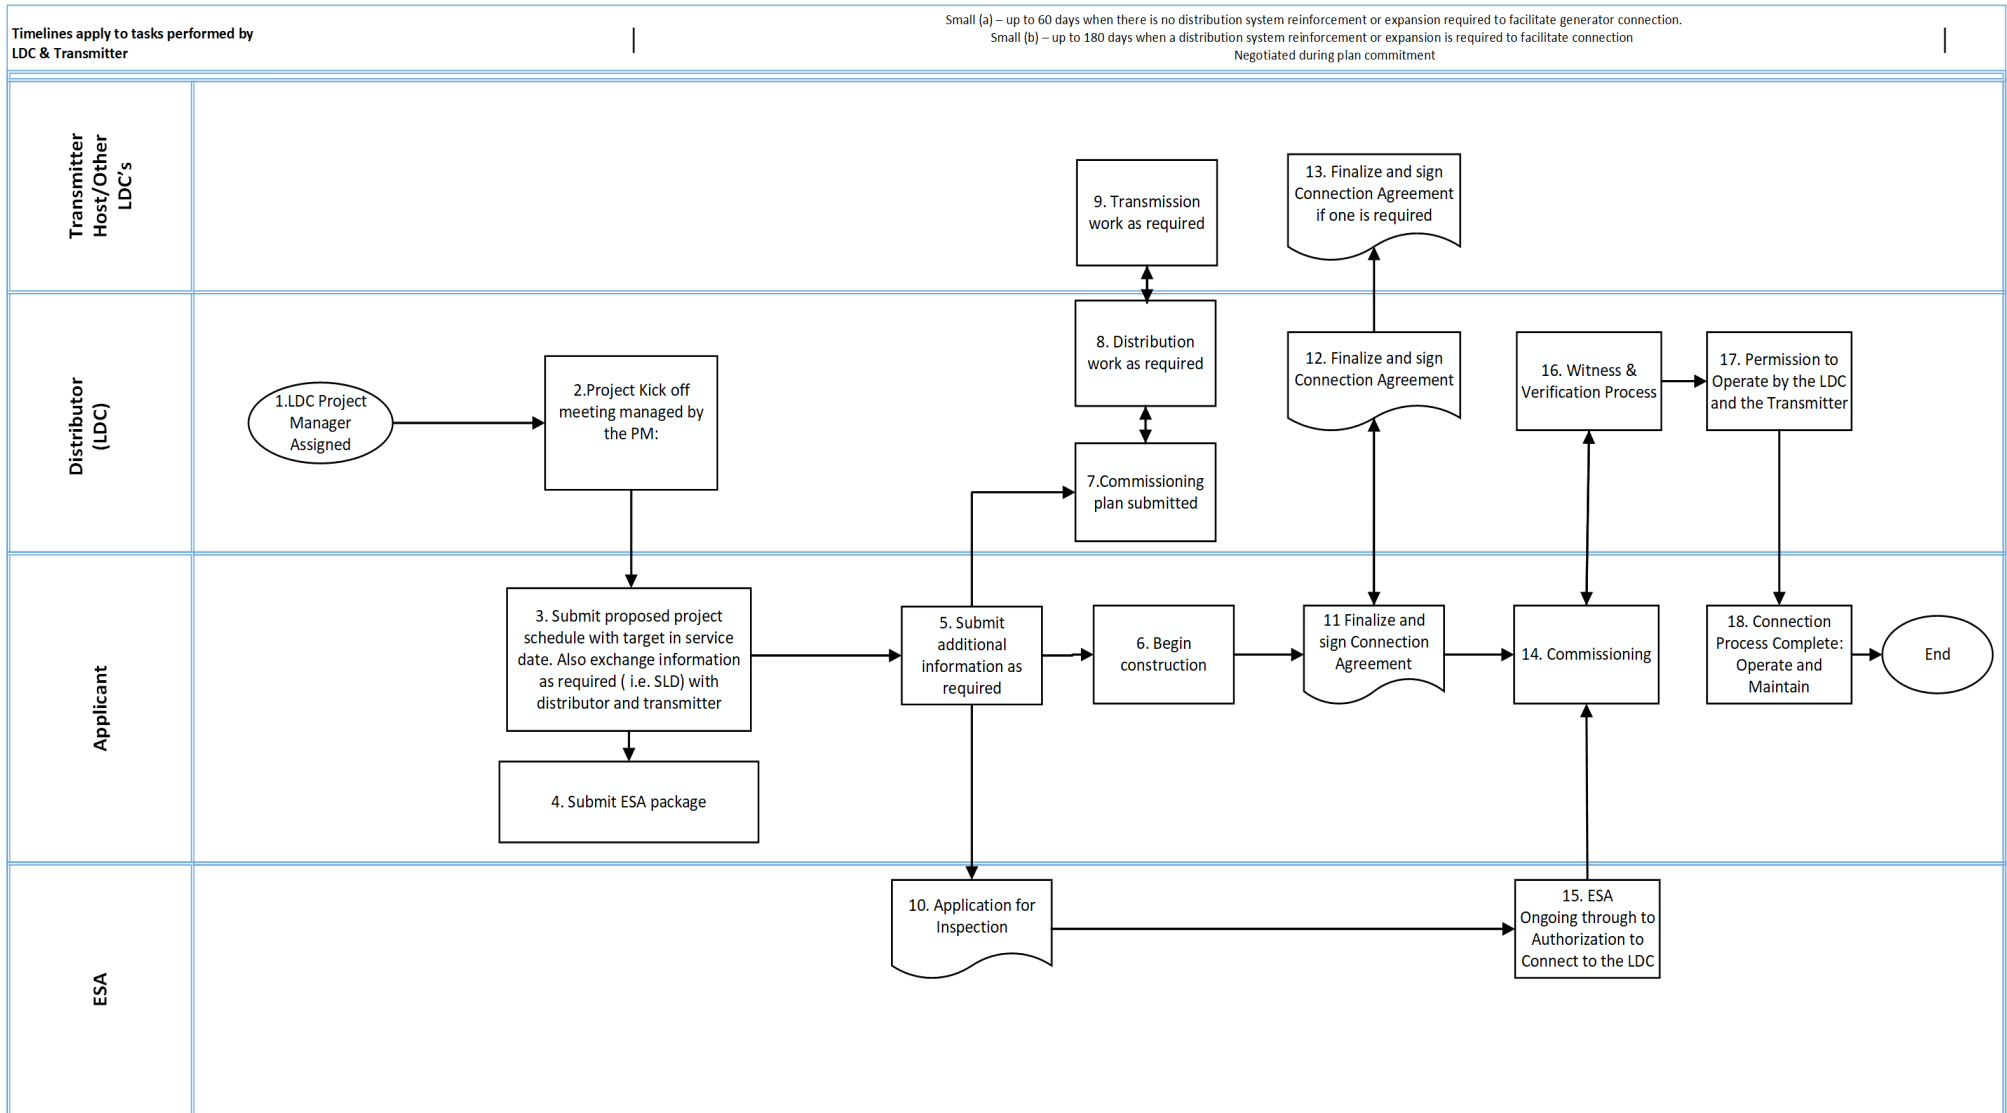 Timelines apply to tasks performed by
LDC & Transmitter
Small (a) – up to 60 days when there is no distribution system reinforcement or expansion required to facilitate generator connection.
Small (b) – up to 180 days when a distribution system reinforcement or expansion is required to facilitate connection
Negotiated during plan commitment
Transmitter
Host/Other
LDC's
9. Transmission
work as required
13. Finalize and sign
Connection Agreement
if one is required
Distributor
(LDC)
1.LDC Project
Manager
Assigned
2.Project Kick off
meeting managed by
the PM:
8. Distribution
work as required
7.Commissioning
plan submitted
12. Finalize and sign
Connection Agreement
16. Witness &
Verification Process
17. Permission to
Operate by the LDC
and the Transmitter
Applicant
3. Submit proposed project
schedule with target in service
date. Also exchange information
as required ( i.e. SLD) with
distributor and transmitter
4. Submit ESA package
5. Submit
additional
information as
required
6. Begin
construction
11 Finalize and
sign Connection
Agreement
14. Commissioning
18. Connection
Process Complete:
Operate and
Maintain
End
ESA
10. Application for
Inspection
15. ESA
Ongoing through to
Authorization to
Connect to the LDC